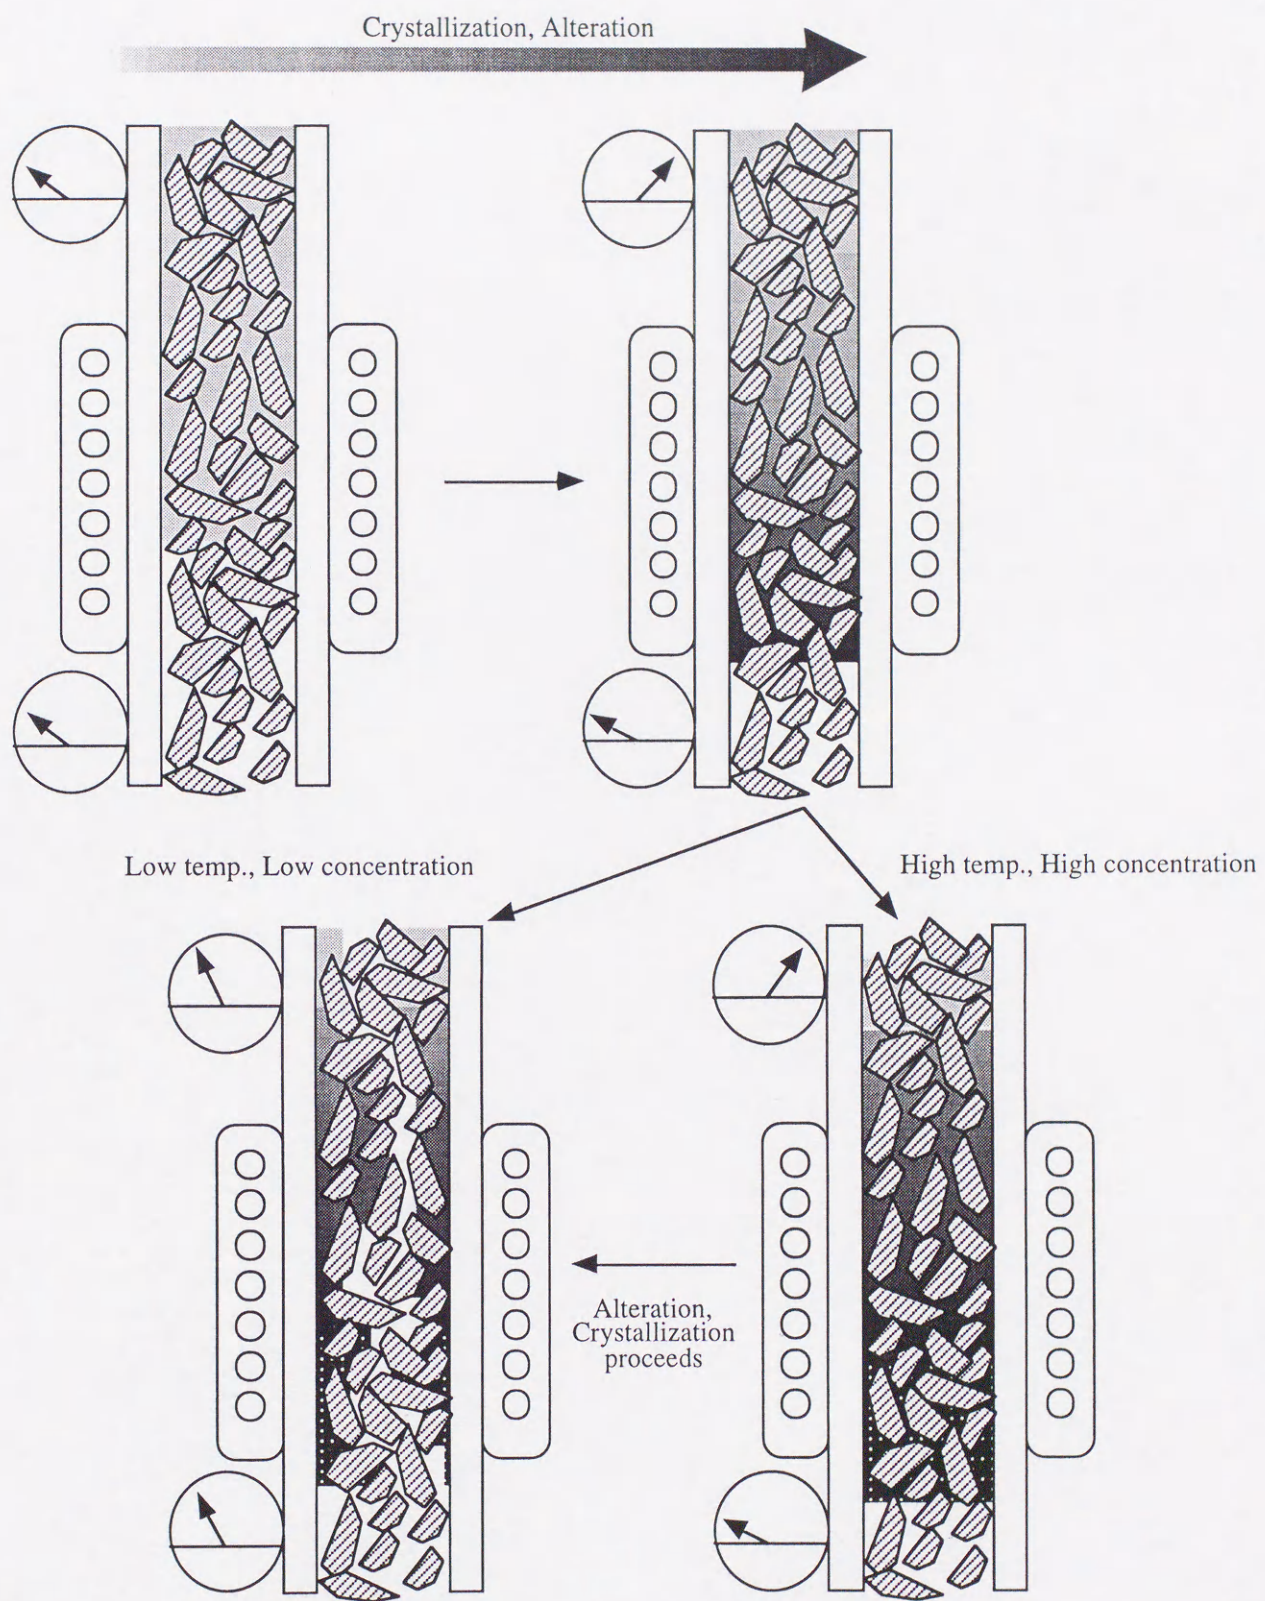 Crystallization, Alteration
Low temp., Low concentration
High temp., High concentration
Alteration,
Crystallization
proceeds